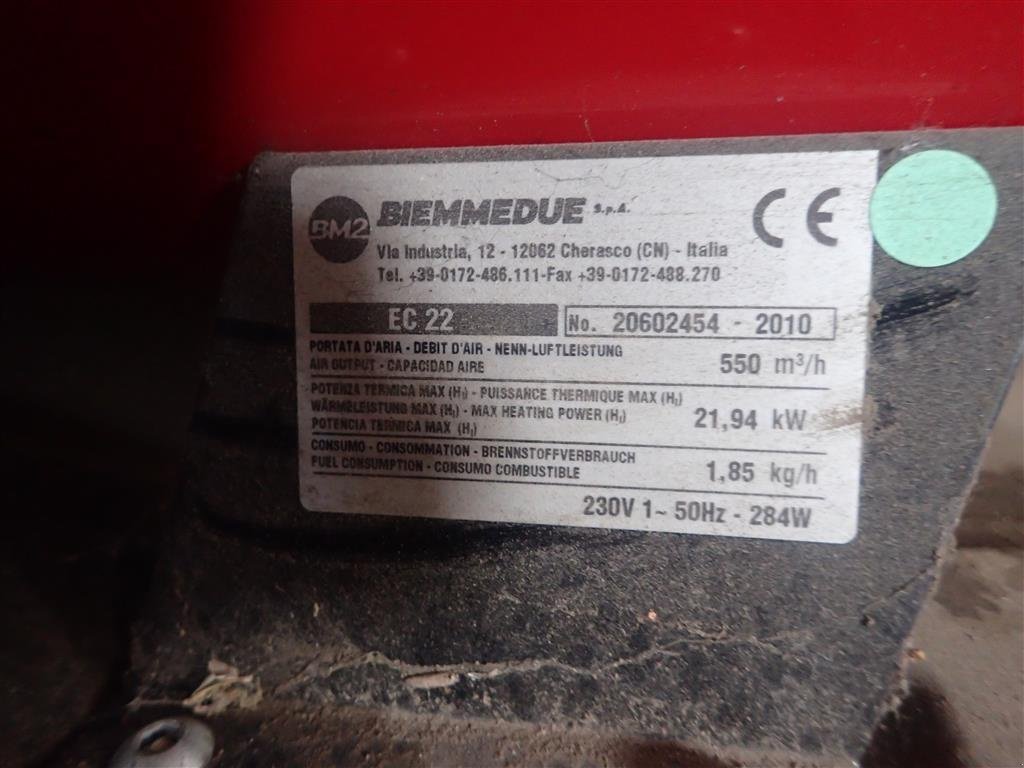 BM2 BIEMMEDUE S.p.A. CE
Via Industria, 12 - 12062 Cherasco (CN) - Italia
Tel. +39-0172-486.111-Fax +39-0172-488.270
EC 22 No. 20602454 - 2010
PORTATA D'ARIA - DEBIT D'AIR - NENN-LUFTLEISTUNG
AIR OUTPUT - CAPACIDAD AIRE 550 m³/h
POTENZA TERMICA MAX (Hi) - PUISSANCE THERMIQUE MAX (Hi)
WÄRMELEISTUNG MAX (Hi) - MAX HEATING POWER (Hi) 21,94 kW
POTENCIA TERMICA MAX (Hi)
CONSUMO - CONSOMMATION - BRENNSTOFFVERBRAUCH
FUEL CONSUMPTION - CONSUMO COMBUSTIBLE 1,85 kg/h
230V 1~ 50Hz - 284W